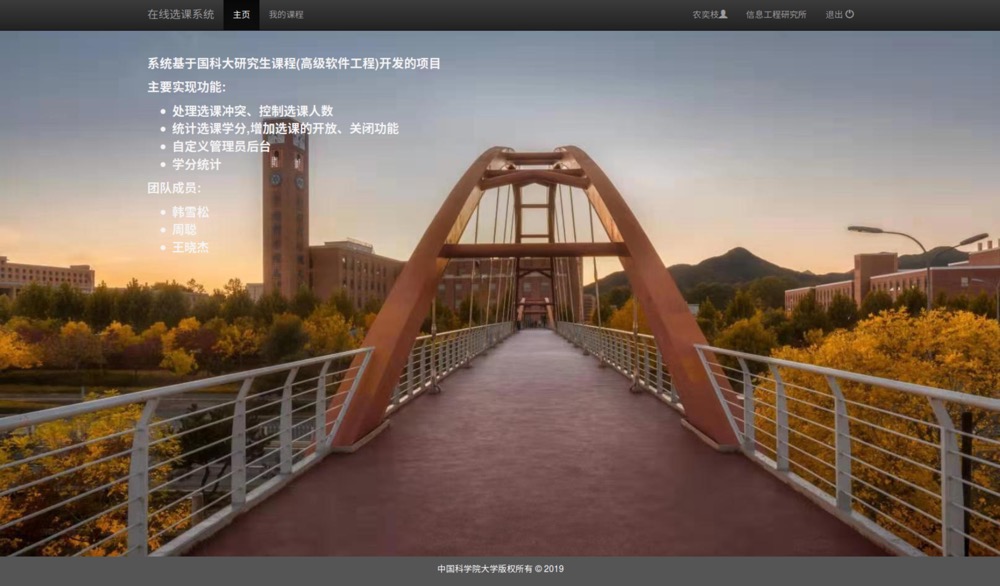 在线选课系统 主页 我的课程 农奕枝 信息工程研究所 退出
系统基于国科大研究生课程(高级软件工程)开发的项目
主要实现功能:
处理选课冲突、控制选课人数
统计选课学分,增加选课的开放、关闭功能
自定义管理员后台
学分统计
团队成员:
韩雪松
周聪
王晓杰
中国科学院大学版权所有 © 2019